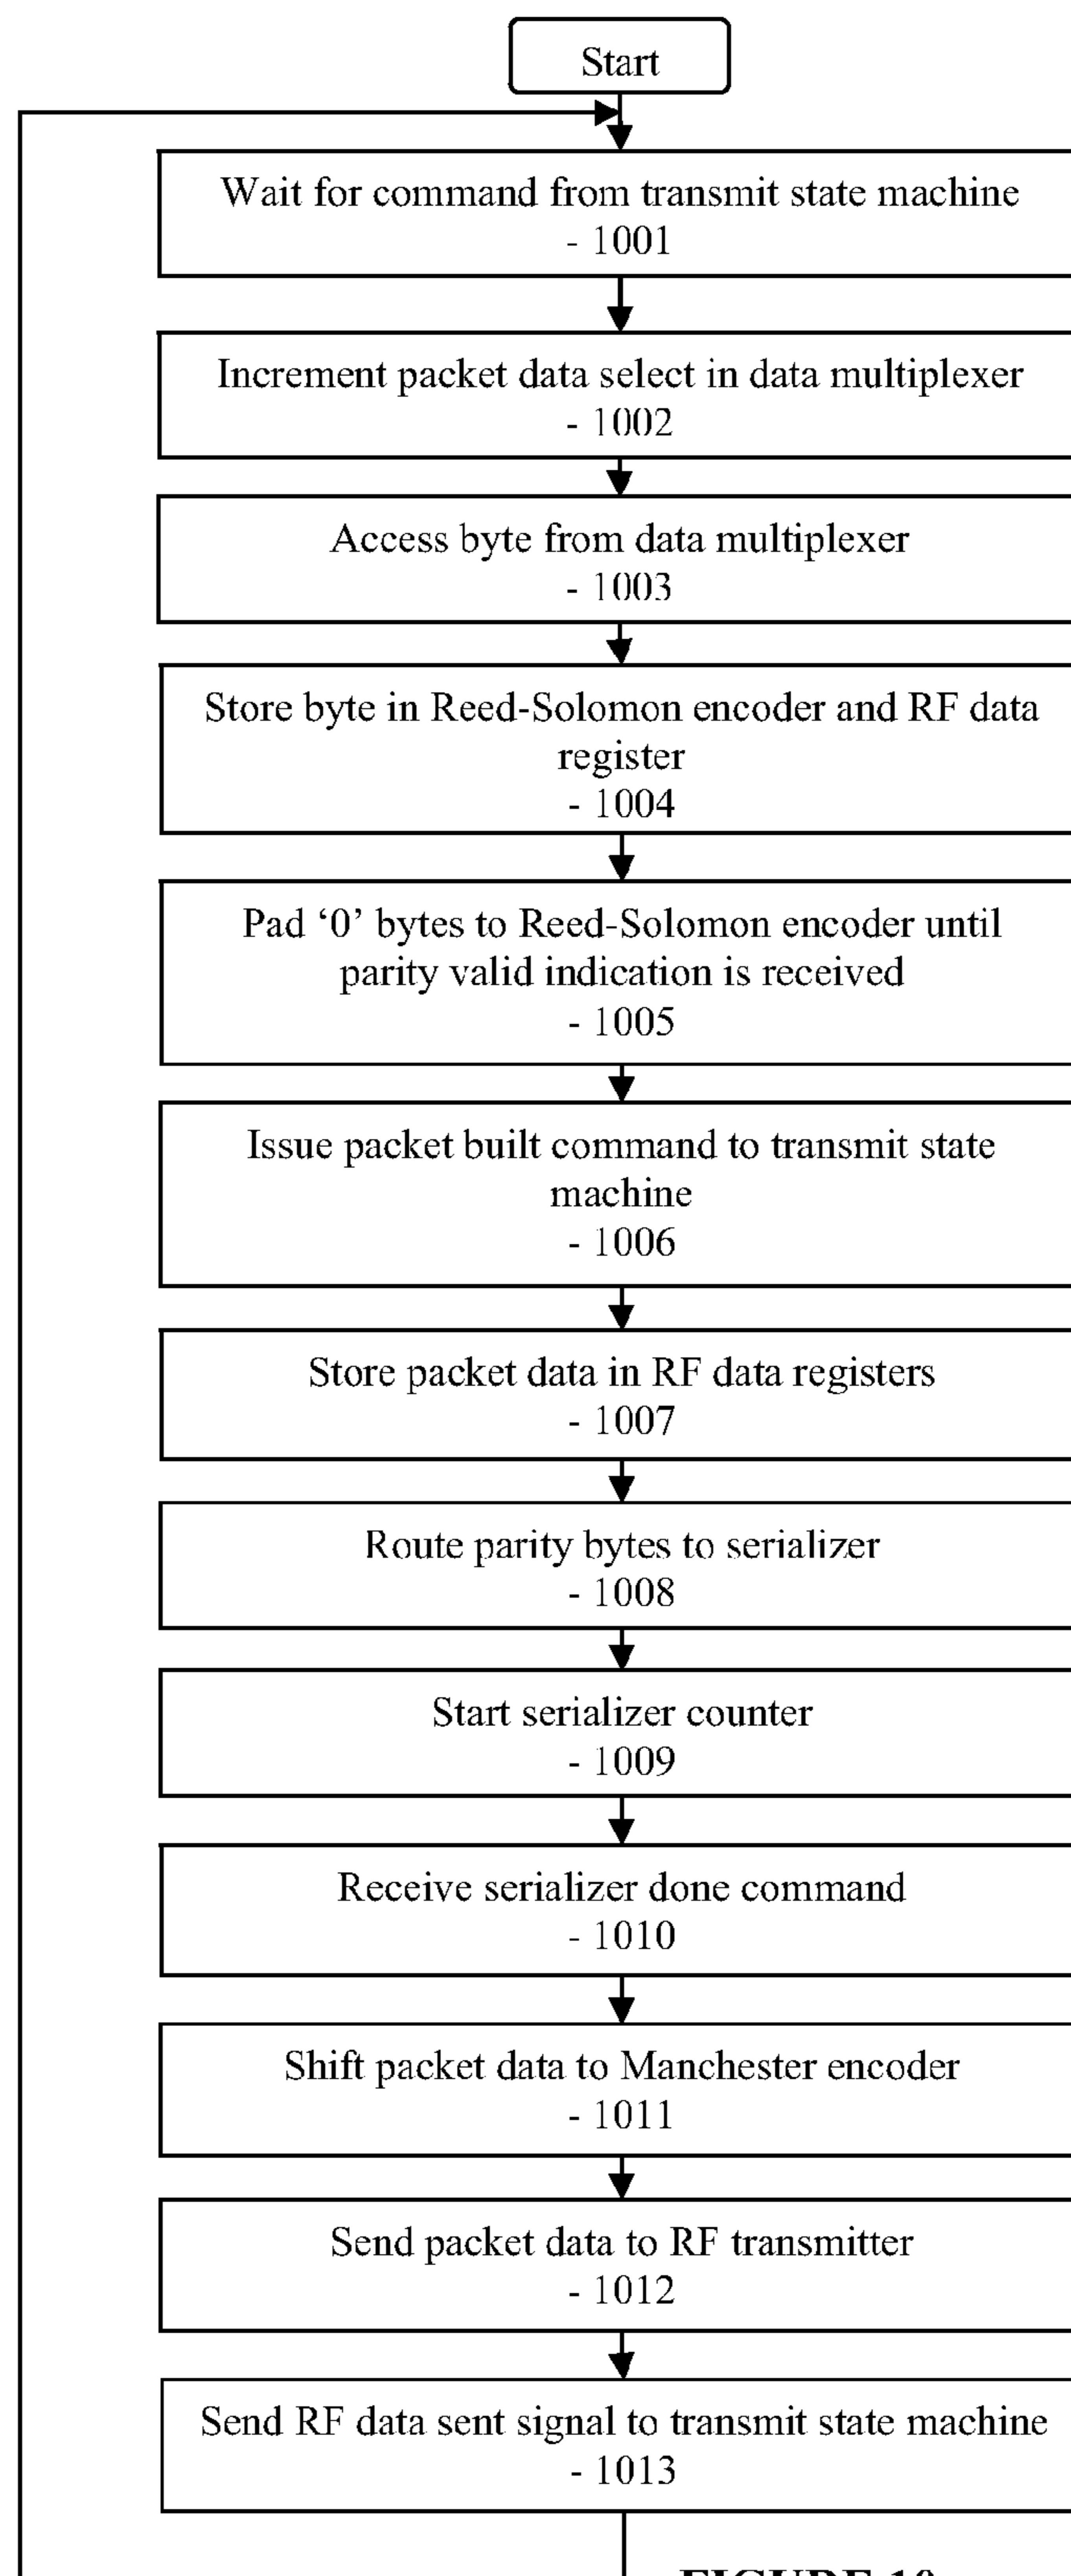 Start
Wait for command from transmit state machine
- 1001
Increment packet data select in data multiplexer
- 1002
Access byte from data multiplexer
- 1003
Store byte in Reed-Solomon encoder and RF data
register
- 1004
Pad ‘0’ bytes to Reed-Solomon encoder until
parity valid indication is received
- 1005
Issue packet built command to transmit state
machine
- 1006
Store packet data in RF data registers
- 1007
Route parity bytes to serializer
- 1008
Start serializer counter
- 1009
Receive serializer done command
- 1010
Shift packet data to Manchester encoder
- 1011
Send packet data to RF transmitter
- 1012
Send RF data sent signal to transmit state machine
- 1013